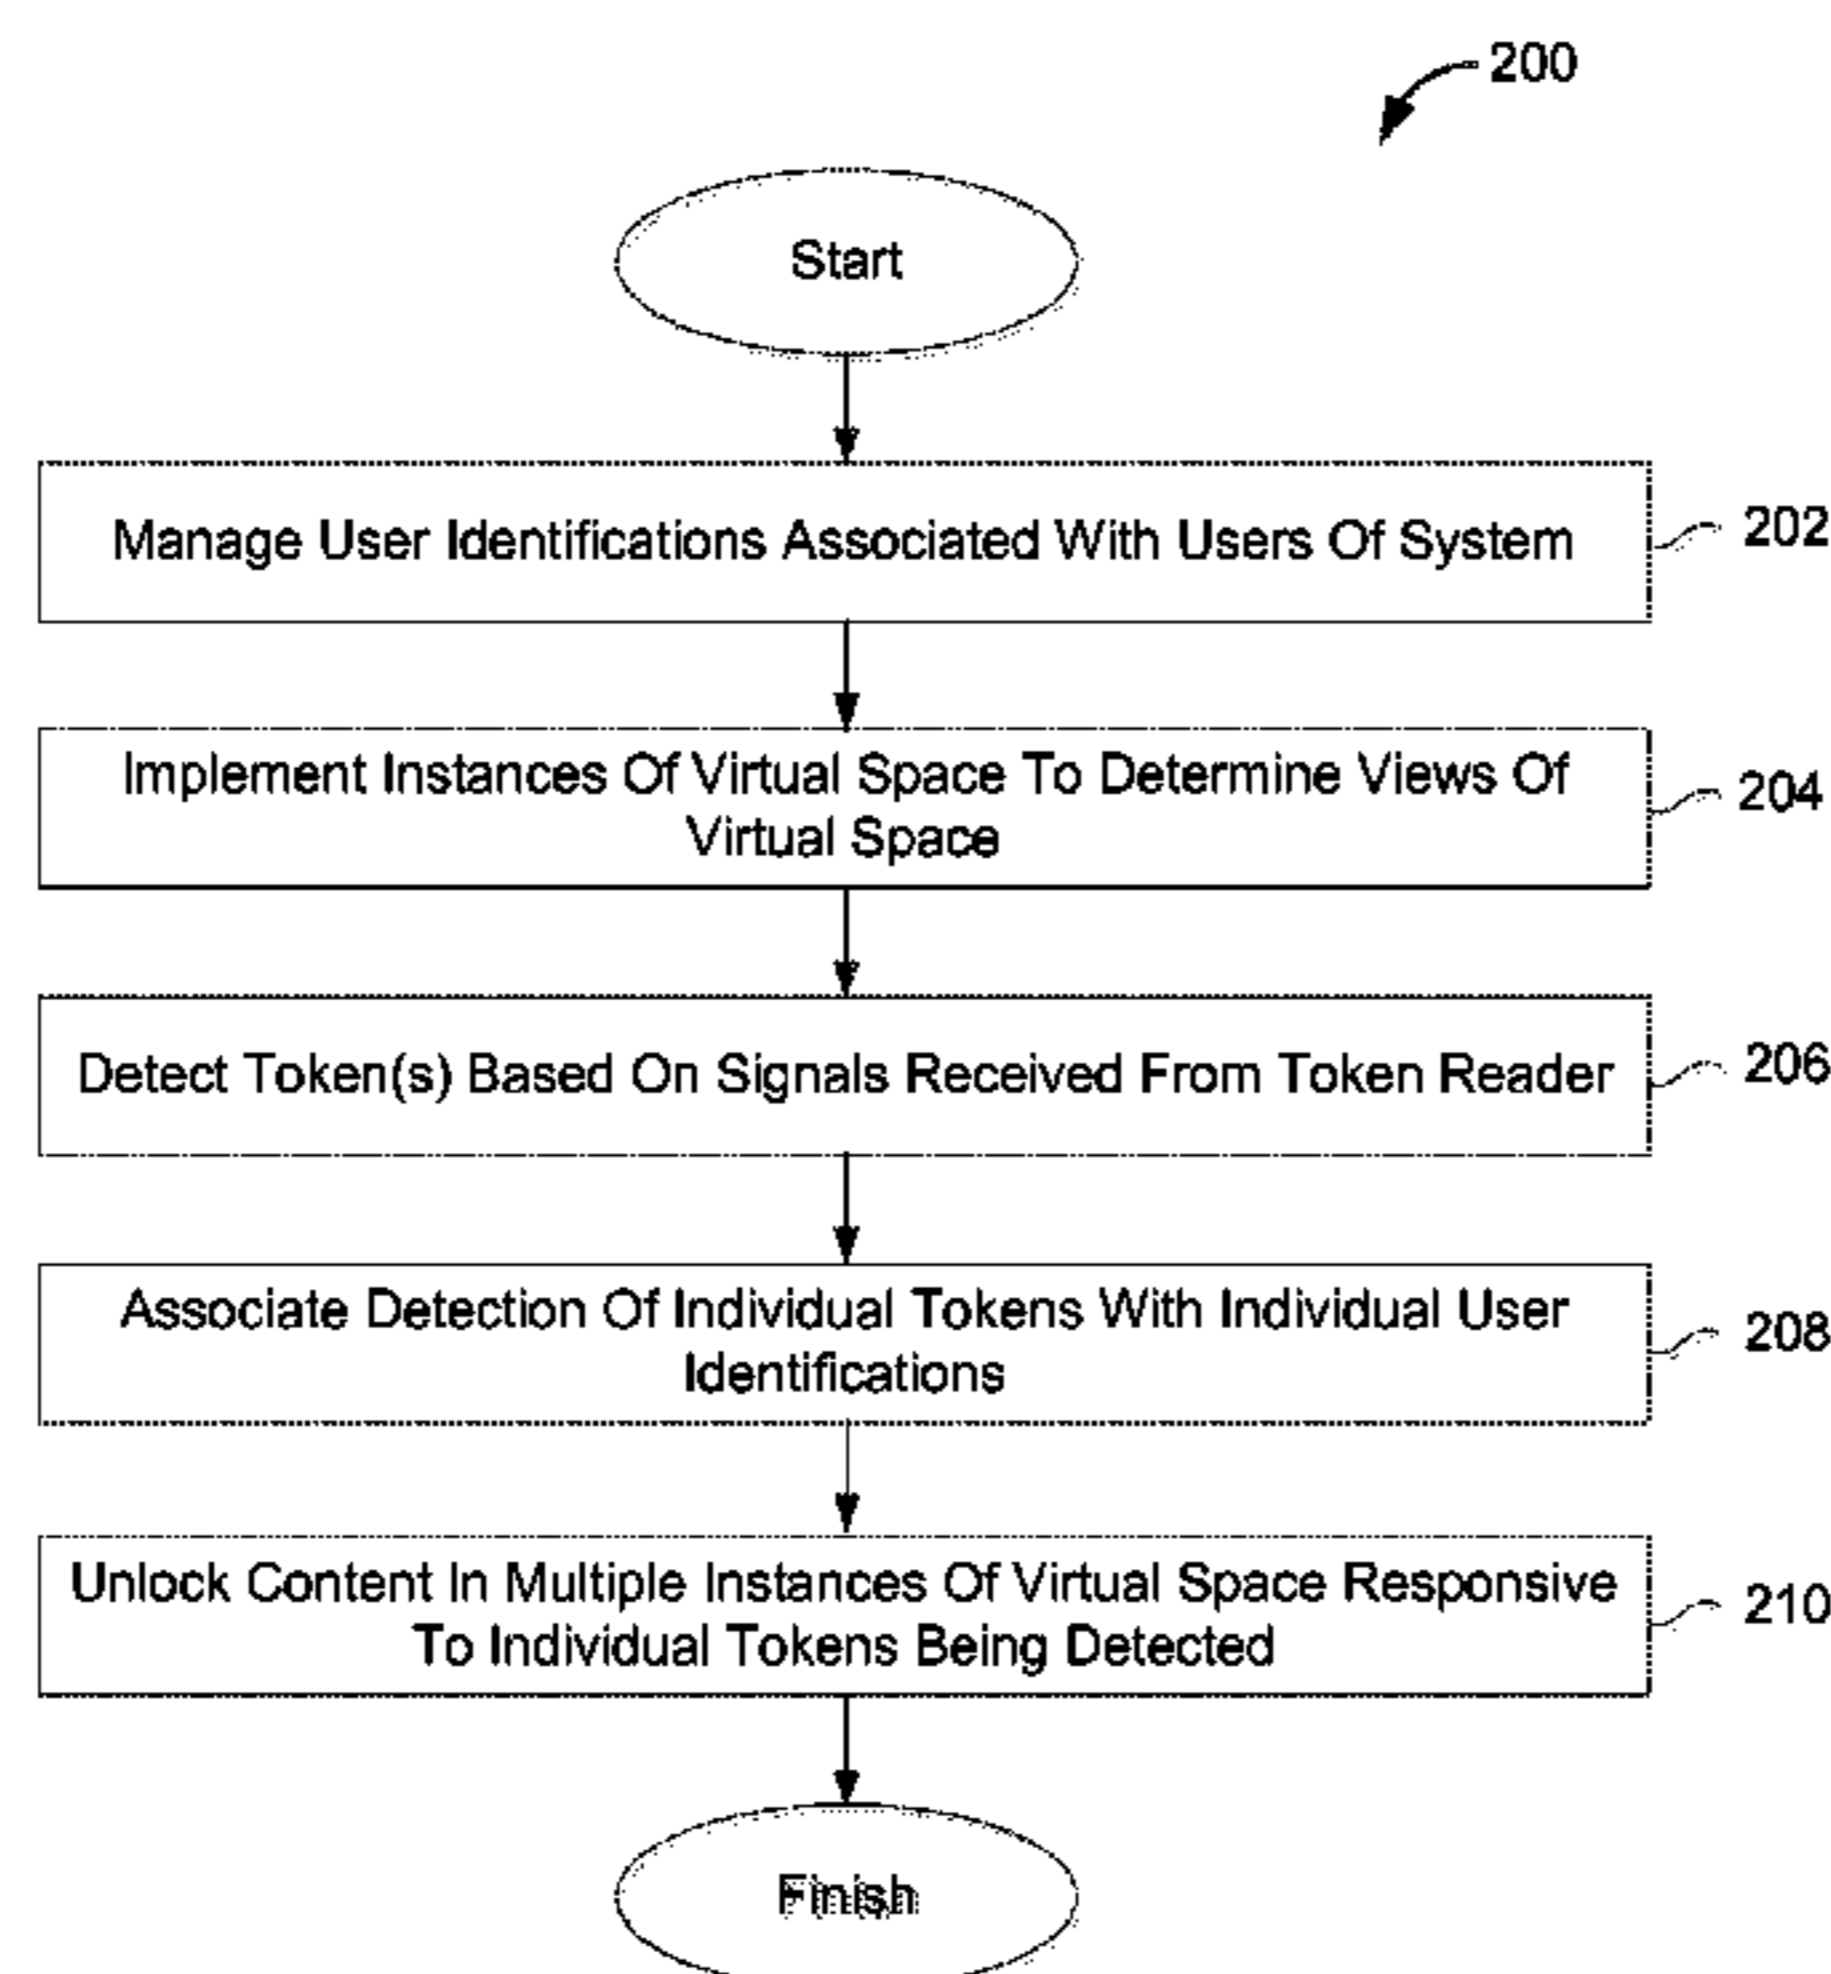 200
Start
Manage User Identifications Associated With Users Of System
202
Implement Instances Of Virtual Space To Determine Views Of
Virtual Space
204
Detect Token(s) Based On Signals Received From Token Reader
206
Associate Detection Of Individual Tokens With Individual User
Identifications
208
Unlock Content In Multiple Instances Of Virtual Space Responsive
To Individual Tokens Being Detected
210
Finish